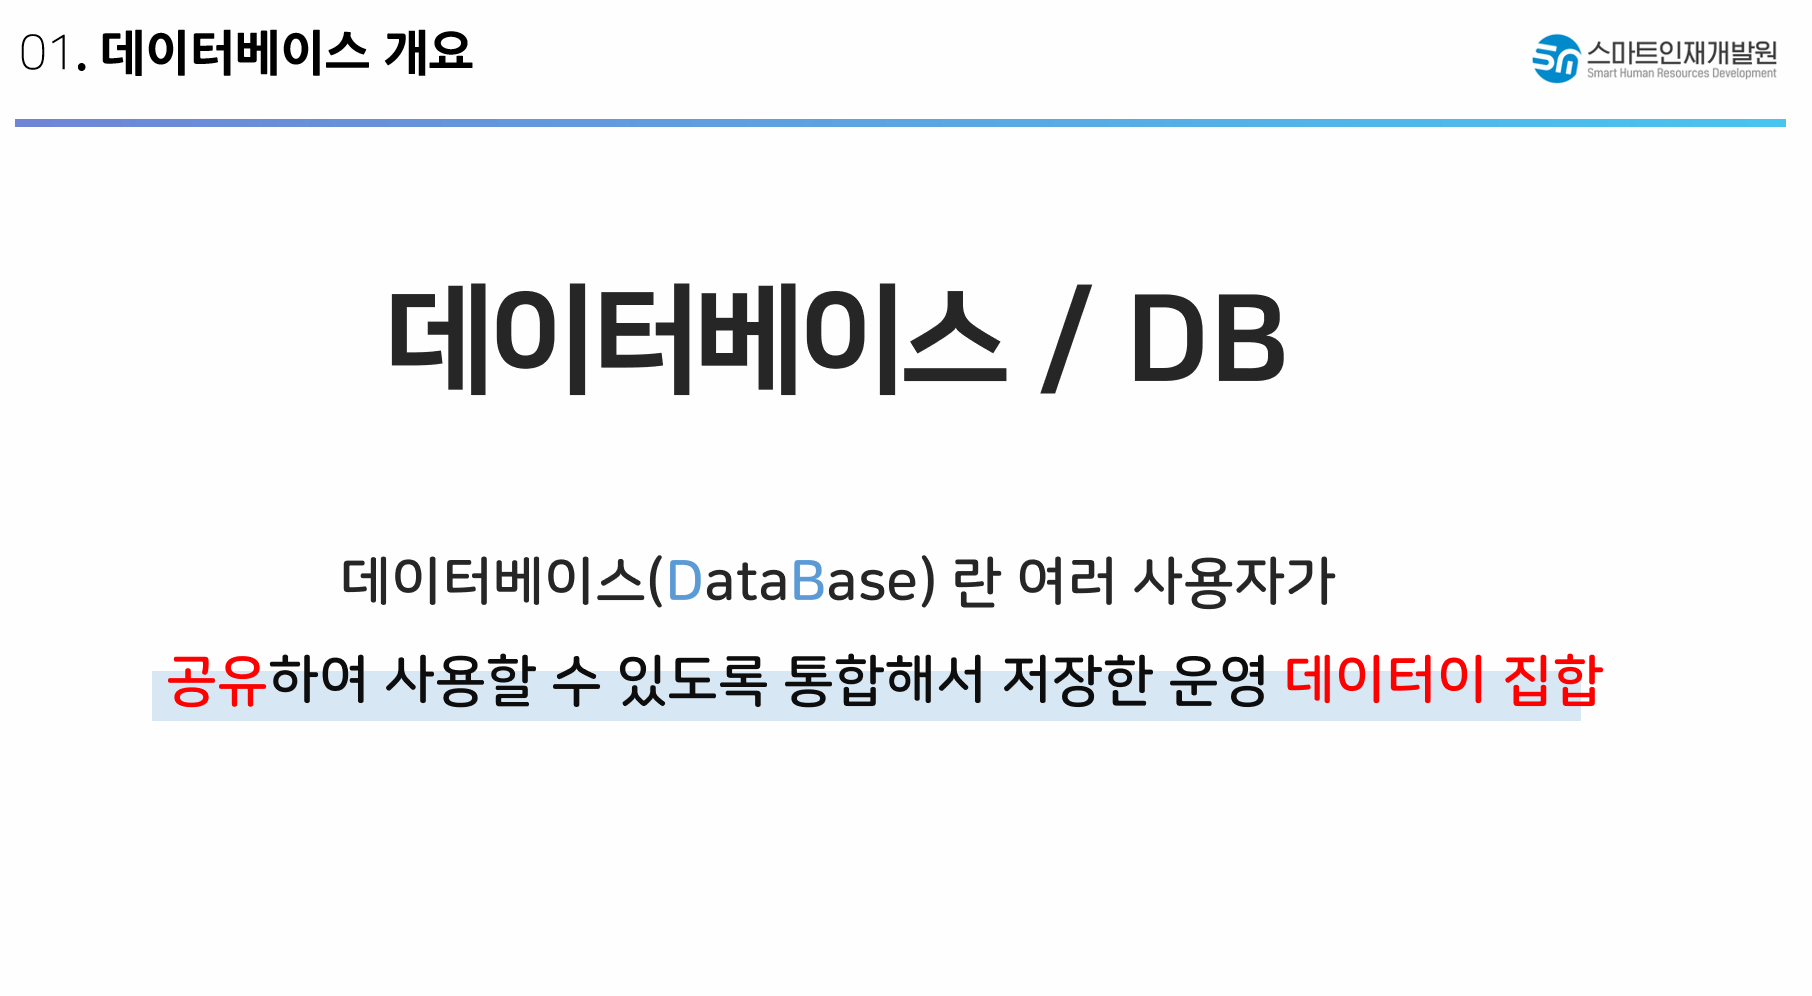 01. 데이터베이스 개요
스마트인재개발원
Smart Human Resources Development
데이터베이스 / DB
데이터베이스(DataBase) 란 여러 사용자가
공유하여 사용할 수 있도록 통합해서 저장한 운영 데이터이 집합